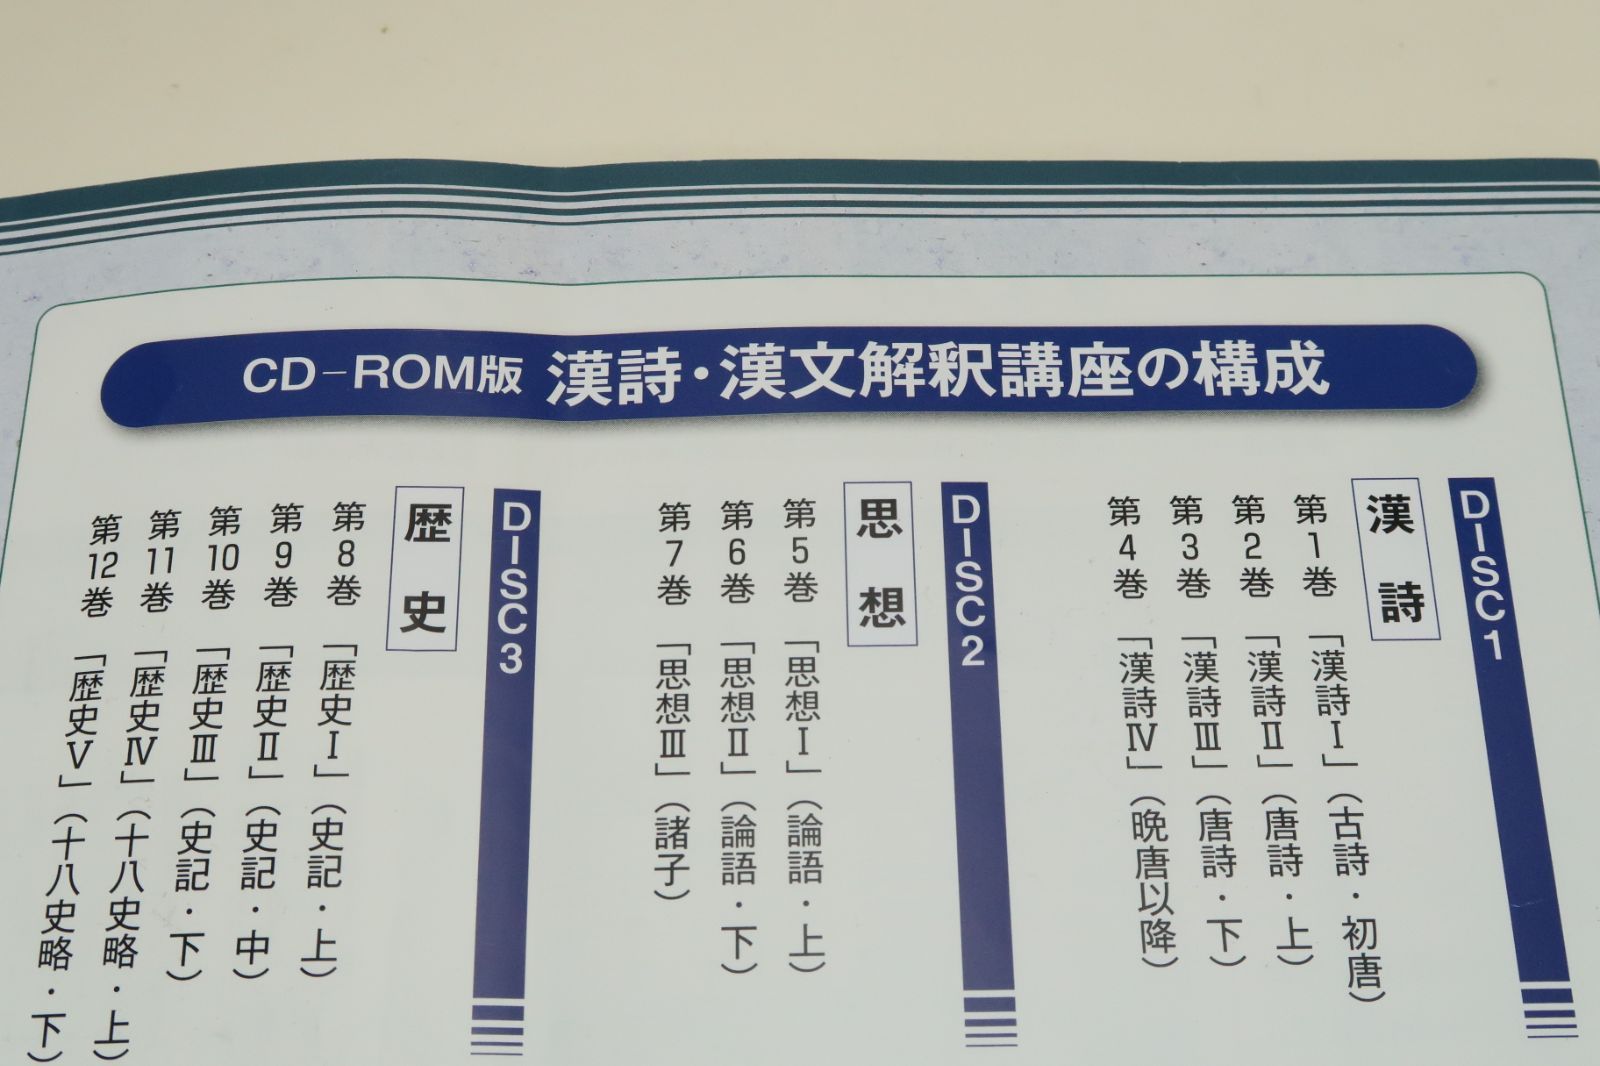 CD-ROM版 漢詩・漢文解釈講座の構成
DISC1
漢詩
第1巻 「漢詩Ⅰ」(古詩・初唐)
第2巻 「漢詩Ⅱ」(唐詩・上)
第3巻 「漢詩Ⅲ」(唐詩・下)
第4巻 「漢詩Ⅳ」(晩唐以降)
DISC2
思想
第5巻 「思想Ⅰ」(論語・上)
第6巻 「思想Ⅱ」(論語・下)
第7巻 「思想Ⅲ」(諸子)
DISC3
歴史
第8巻 「歴史Ⅰ」(史記・上)
第9巻 「歴史Ⅱ」(史記・中)
第10巻 「歴史Ⅲ」(史記・下)
第11巻 「歴史Ⅳ」(十八史略・上)
第12巻 「歴史Ⅴ」(十八史略・下)